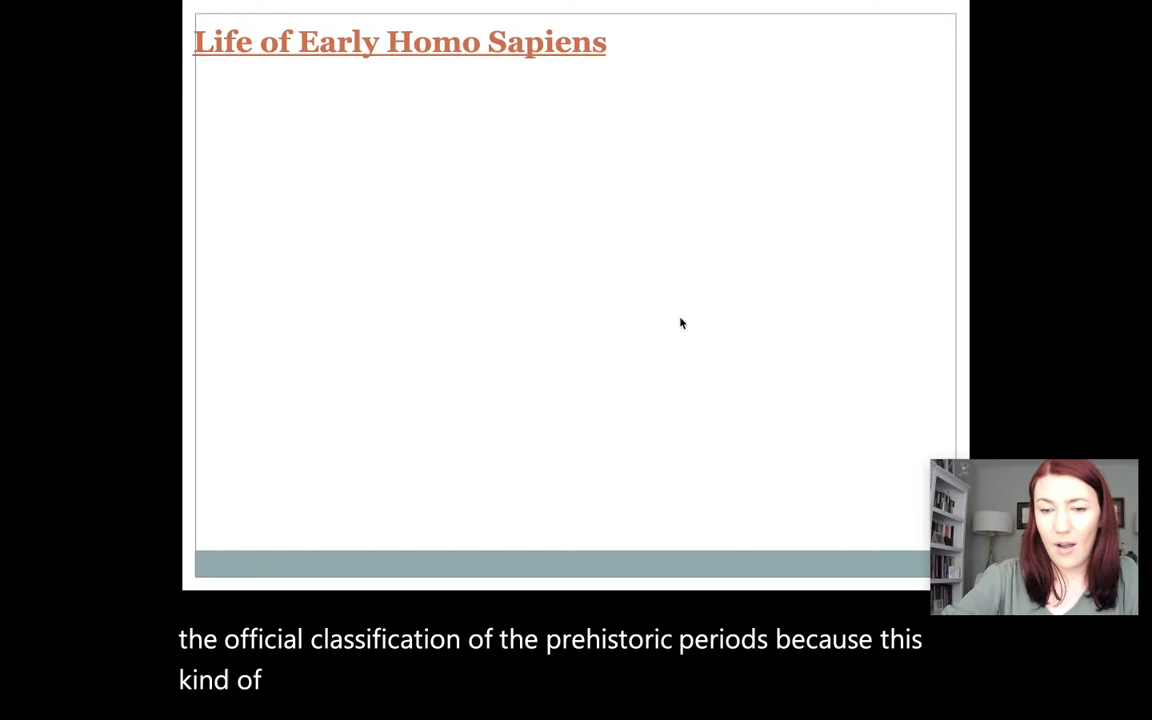 Life of Early Homo Sapiens
the official classification of the prehistoric periods because this
kind of